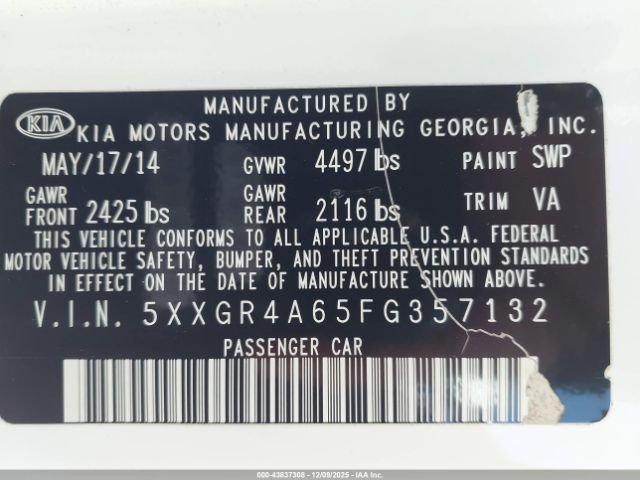 MANUFACTURED BY
KIA KIA MOTORS MANUFACTURING GEORGIA, INC.
MAY/17/14 GVWR 4497 lbs PAINT SWP
GAWR FRONT 2425 lbs GAWR REAR 2116 lbs TRIM VA
THIS VEHICLE CONFORMS TO ALL APPLICABLE U.S.A. FEDERAL
MOTOR VEHICLE SAFETY, BUMPER, AND THEFT PREVENTION STANDARDS
IN EFFECT ON THE DATE OF MANUFACTURE SHOWN ABOVE.
V.I.N. 5XXGR4A65FG357132
PASSENGER CAR
000-43837308 - 12/09/2025 - IAA Inc.